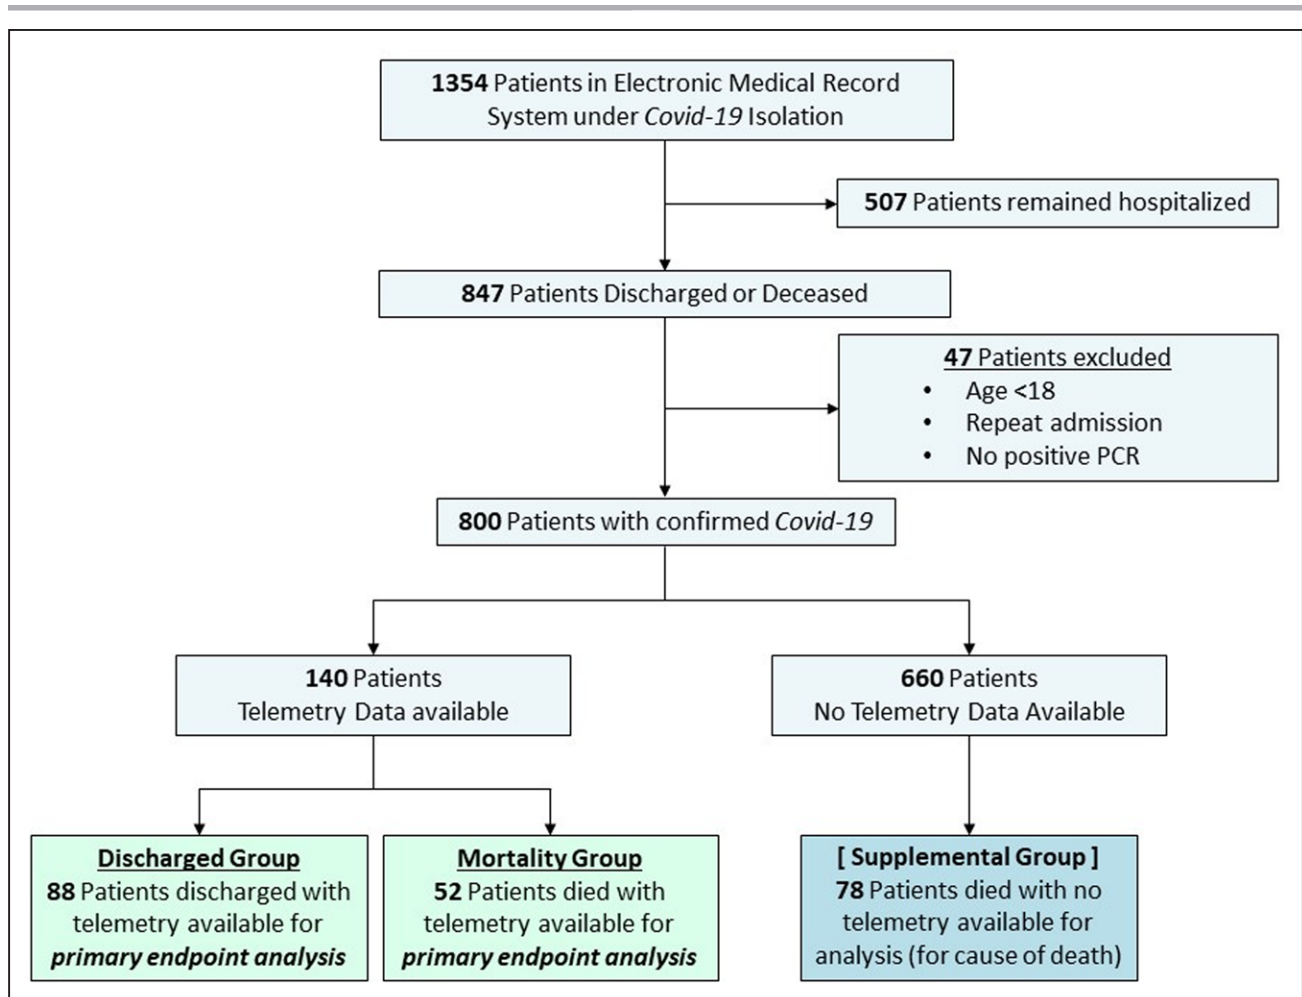 1354 Patients in Electronic Medical Record
System under Covid-19 Isolation
507 Patients remained hospitalized
847 Patients Discharged or Deceased
47 Patients excluded
• Age <18
• Repeat admission
• No positive PCR
800 Patients with confirmed Covid-19
140 Patients
Telemetry Data available
660 Patients
No Telemetry Data Available
Discharged Group
88 Patients discharged with
telemetry available for
primary endpoint analysis
Mortality Group
52 Patients died with
telemetry available for
primary endpoint analysis
[ Supplemental Group ]
78 Patients died with no
telemetry available for
analysis (for cause of death)